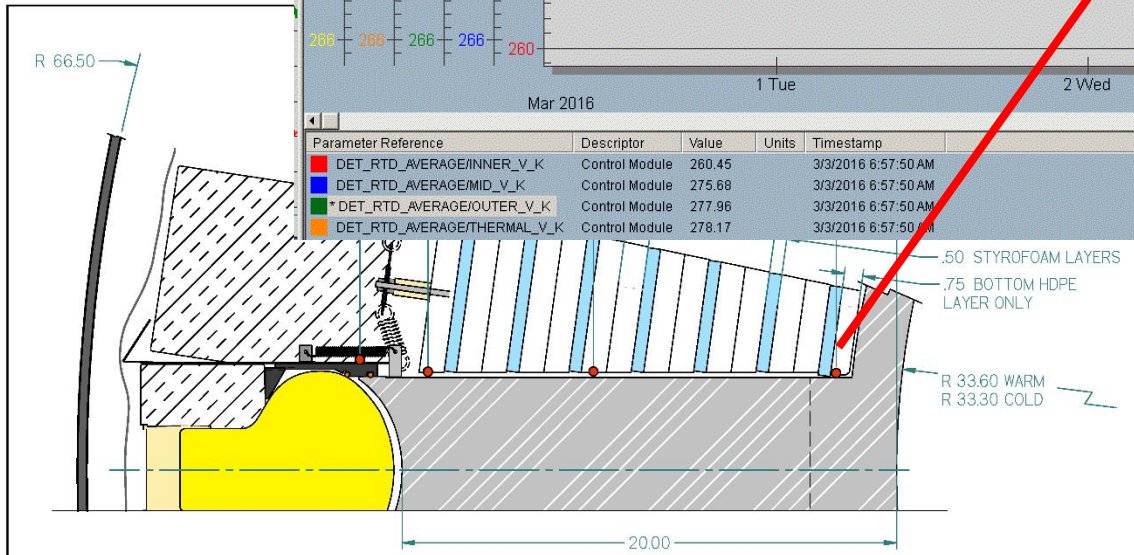 266 266 266 266 260
1 Tue 2 Wed
Mar 2016
Parameter Reference Descriptor Value Units Timestamp
DET_RTD_AVERAGE/INNER_V_K Control Module 260.45 3/3/2016 6:57:50 AM
DET_RTD_AVERAGE/MID_V_K Control Module 275.68 3/3/2016 6:57:50 AM
* DET_RTD_AVERAGE/OUTER_V_K Control Module 277.96 3/3/2016 6:57:50 AM
DET_RTD_AVERAGE/THERMAL_V_K Control Module 278.17 3/3/2016 6:57:50 AM
R 66.50
.50 STYROFOAM LAYERS
.75 BOTTOM HDPE
LAYER ONLY
R 33.60 WARM
R 33.30 COLD
20.00